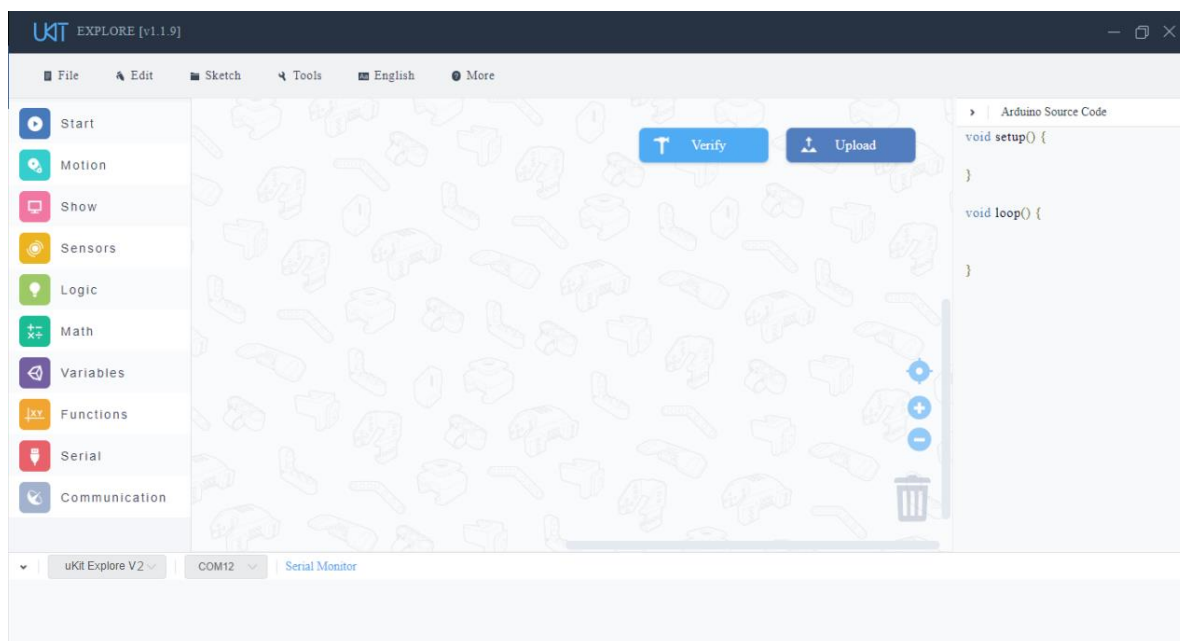 UKIT EXPLORE [v1.1.9]
File Edit Sketch Tools English More
Start
Motion
Show
Sensors
Logic
Math
Variables
Functions
Serial
Communication
Verify Upload
Arduino Source Code
void setup() {
}
void loop() {
}
uKit Explore V2 COM12 Serial Monitor